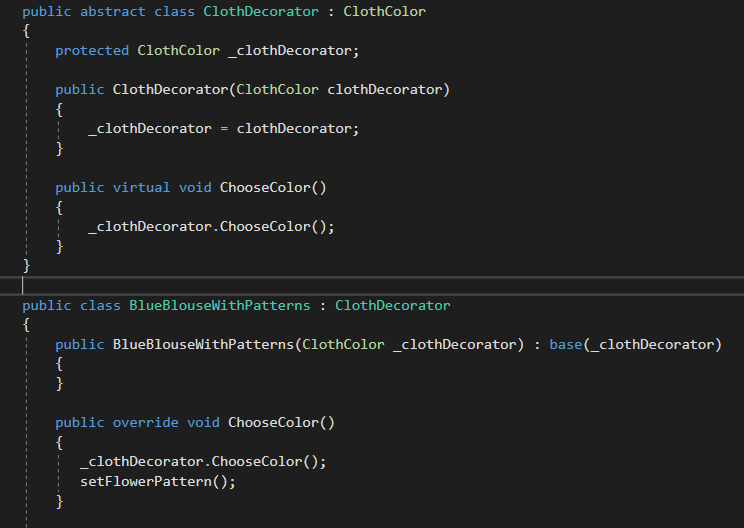 public abstract class ClothDecorator : ClothColor
{
    protected ClothColor _clothDecorator;

    public ClothDecorator(ClothColor clothDecorator)
    {
        _clothDecorator = clothDecorator;
    }

    public virtual void ChooseColor()
    {
        _clothDecorator.ChooseColor();
    }
}

public class BlueBlouseWithPatterns : ClothDecorator
{
    public BlueBlouseWithPatterns(ClothColor _clothDecorator) : base(_clothDecorator)
    {
    }

    public override void ChooseColor()
    {
       _clothDecorator.ChooseColor();
       setFlowerPattern();
    }